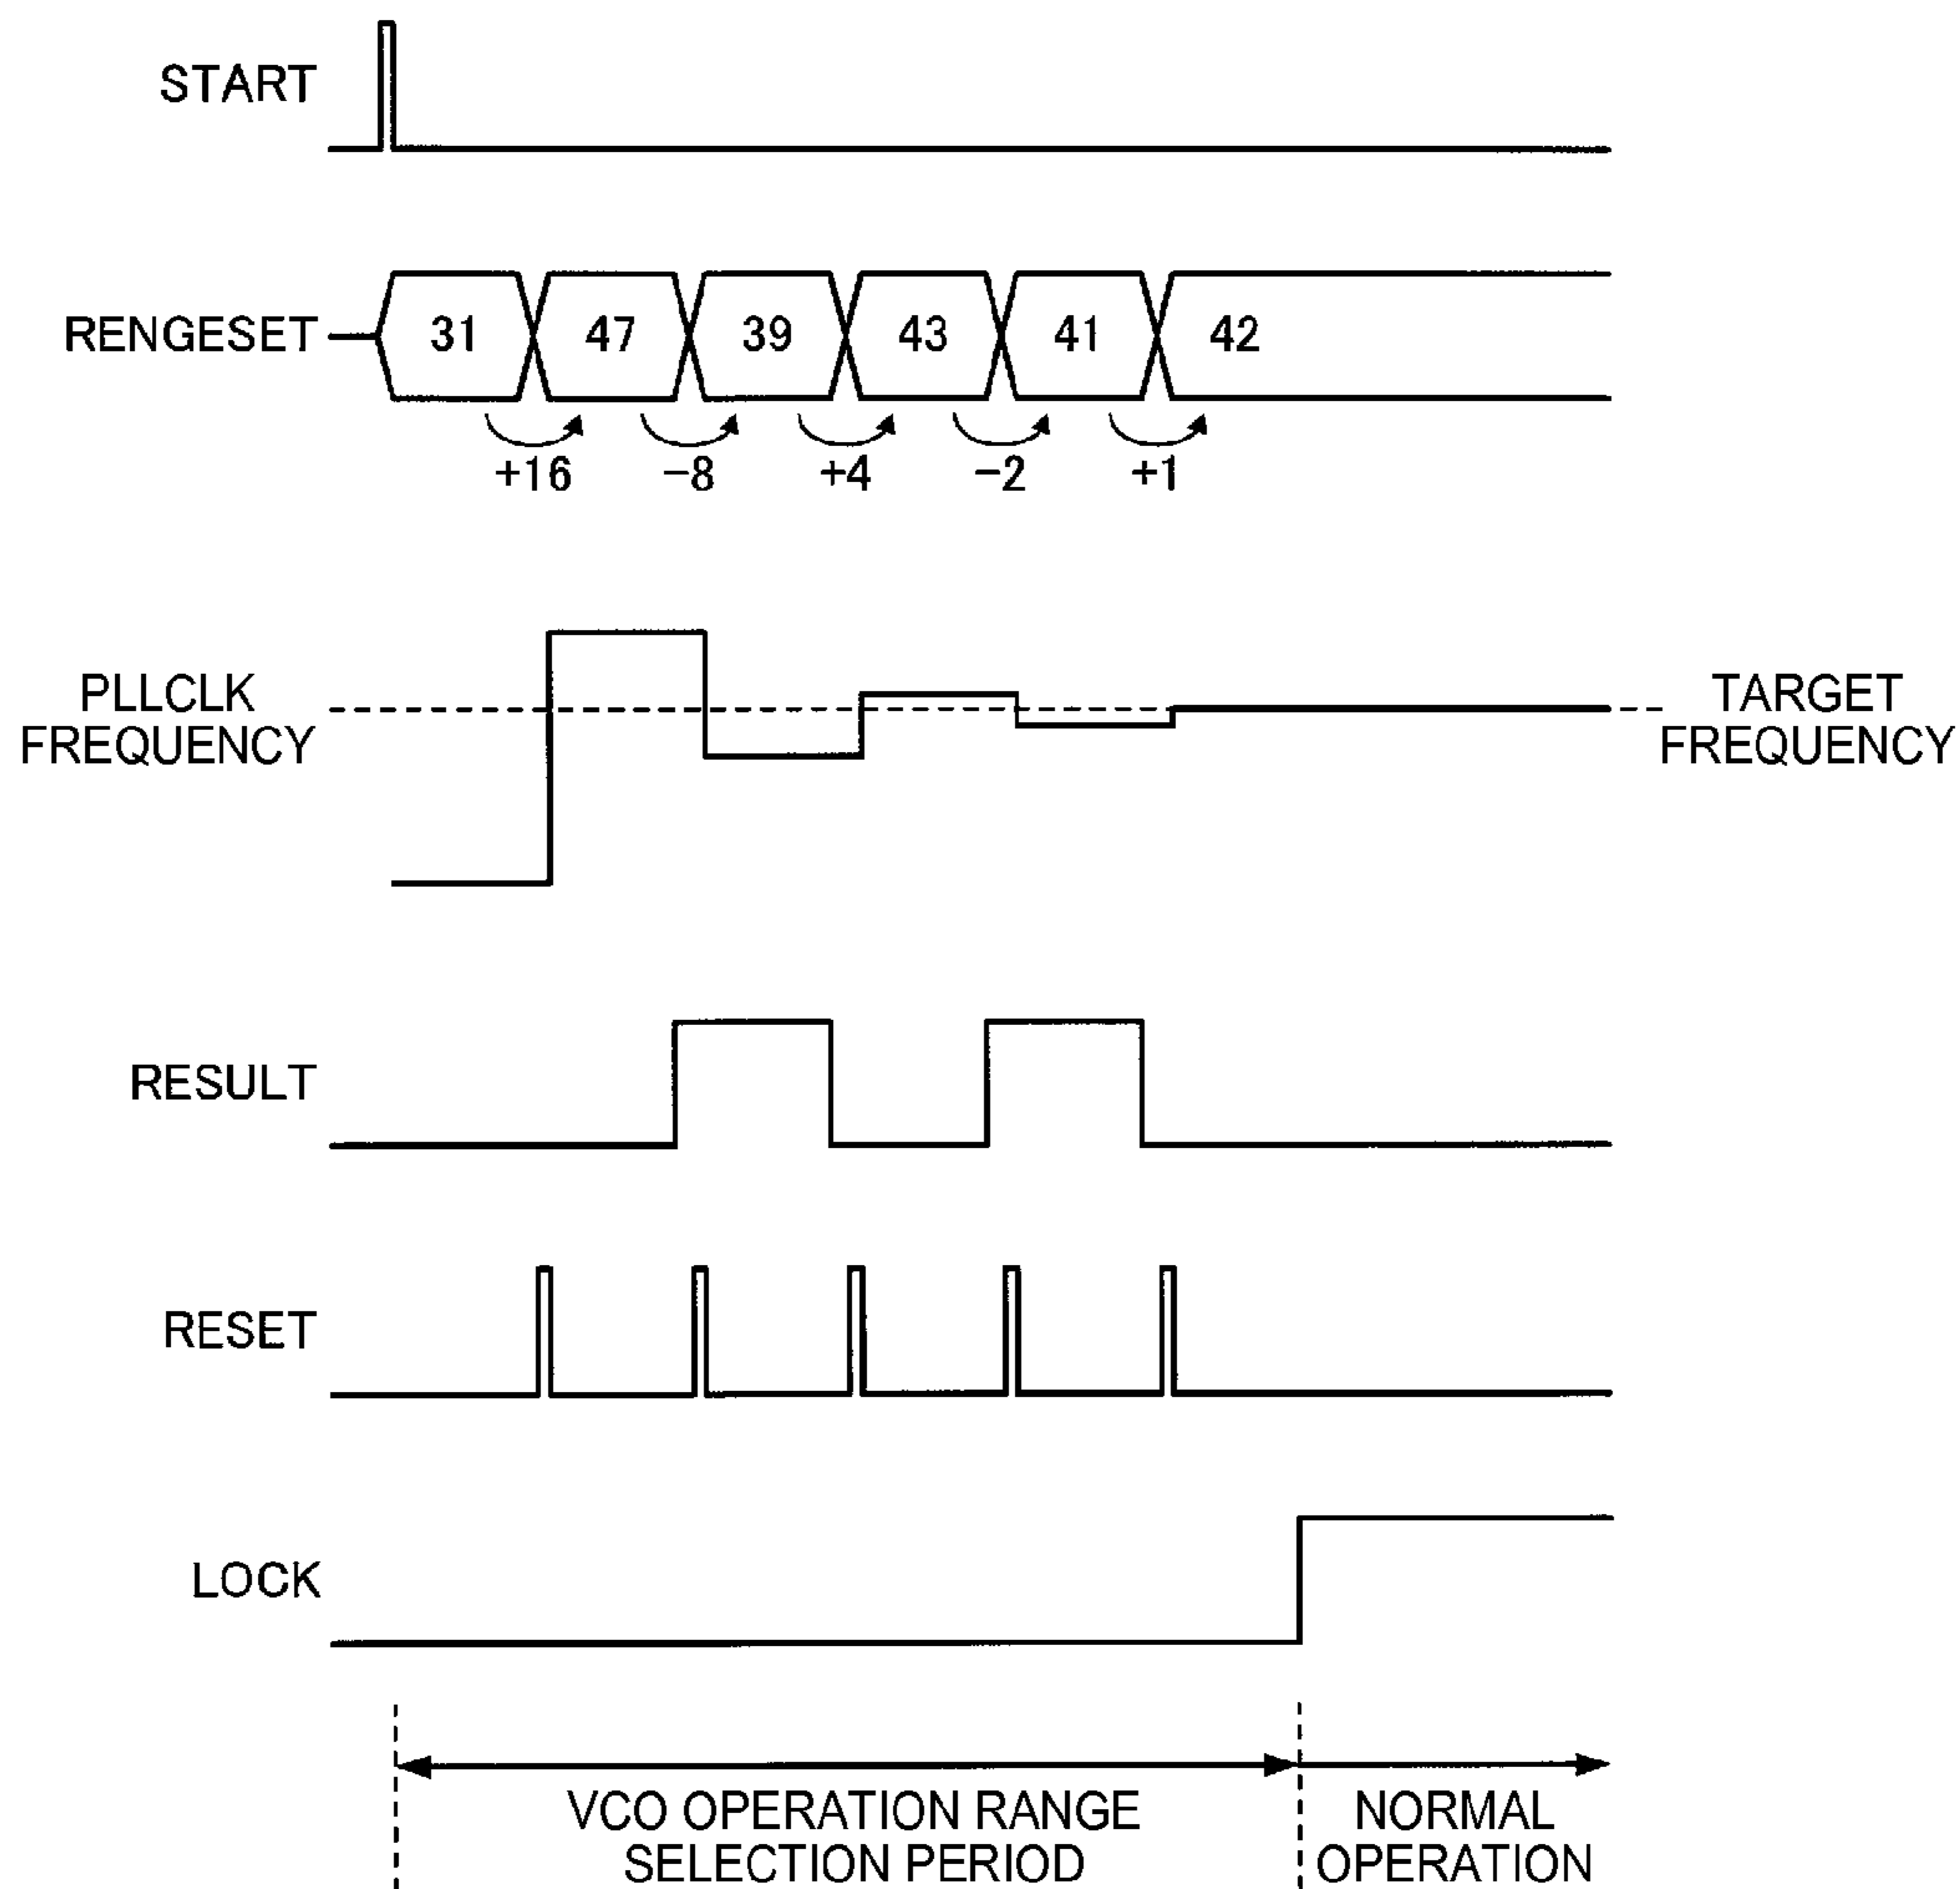 START
RENGESET
31 47 39 43 41 42
+16 −8 +4 −2 +1
PLLCLK
FREQUENCY
TARGET
FREQUENCY
RESULT
RESET
LOCK
VCO OPERATION RANGE
SELECTION PERIOD
NORMAL
OPERATION